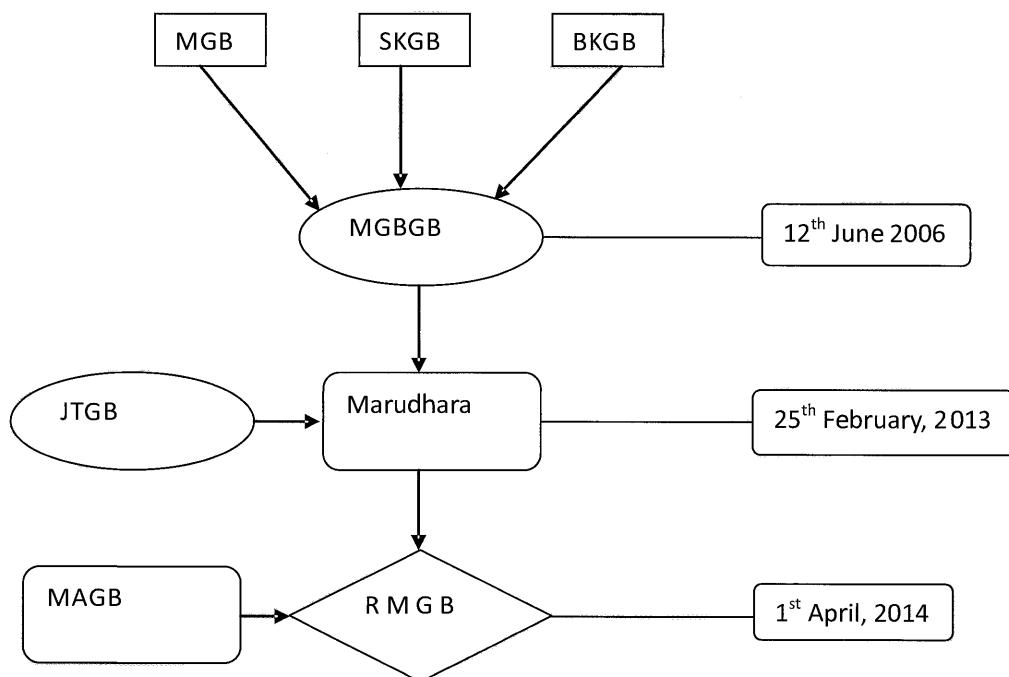 MGB
SKGB
BKGB
MGBGB
12th June 2006
JTGB
Marudhara
25th February, 2013
MAGB
R M G B
1st April, 2014